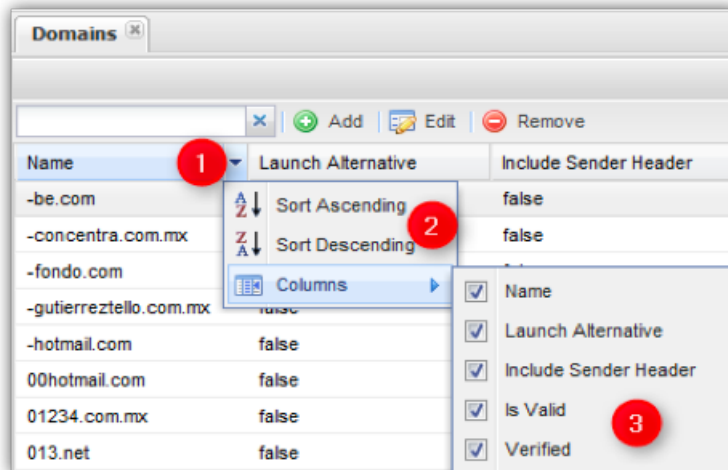 Domains
Add Edit Remove
Name 1 Launch Alternative Include Sender Header
-be.com Sort Ascending false
-concentra.com.mx Sort Descending 2 false
-fondo.com Columns
-gutierreztello.com.mx Name
-hotmail.com false Launch Alternative
00hotmail.com false Include Sender Header
01234.com.mx false Is Valid 3
013.net false Verified